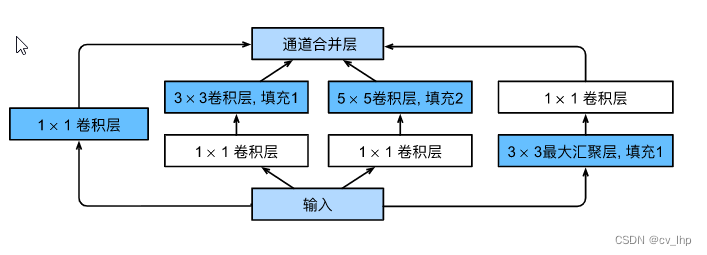 通道合并层
3 × 3卷积层, 填充1
5 × 5卷积层, 填充2
1 × 1 卷积层
1 × 1 卷积层
1 × 1 卷积层
1 × 1 卷积层
3 × 3最大汇聚层, 填充1
输入
CSDN @cv_lhp